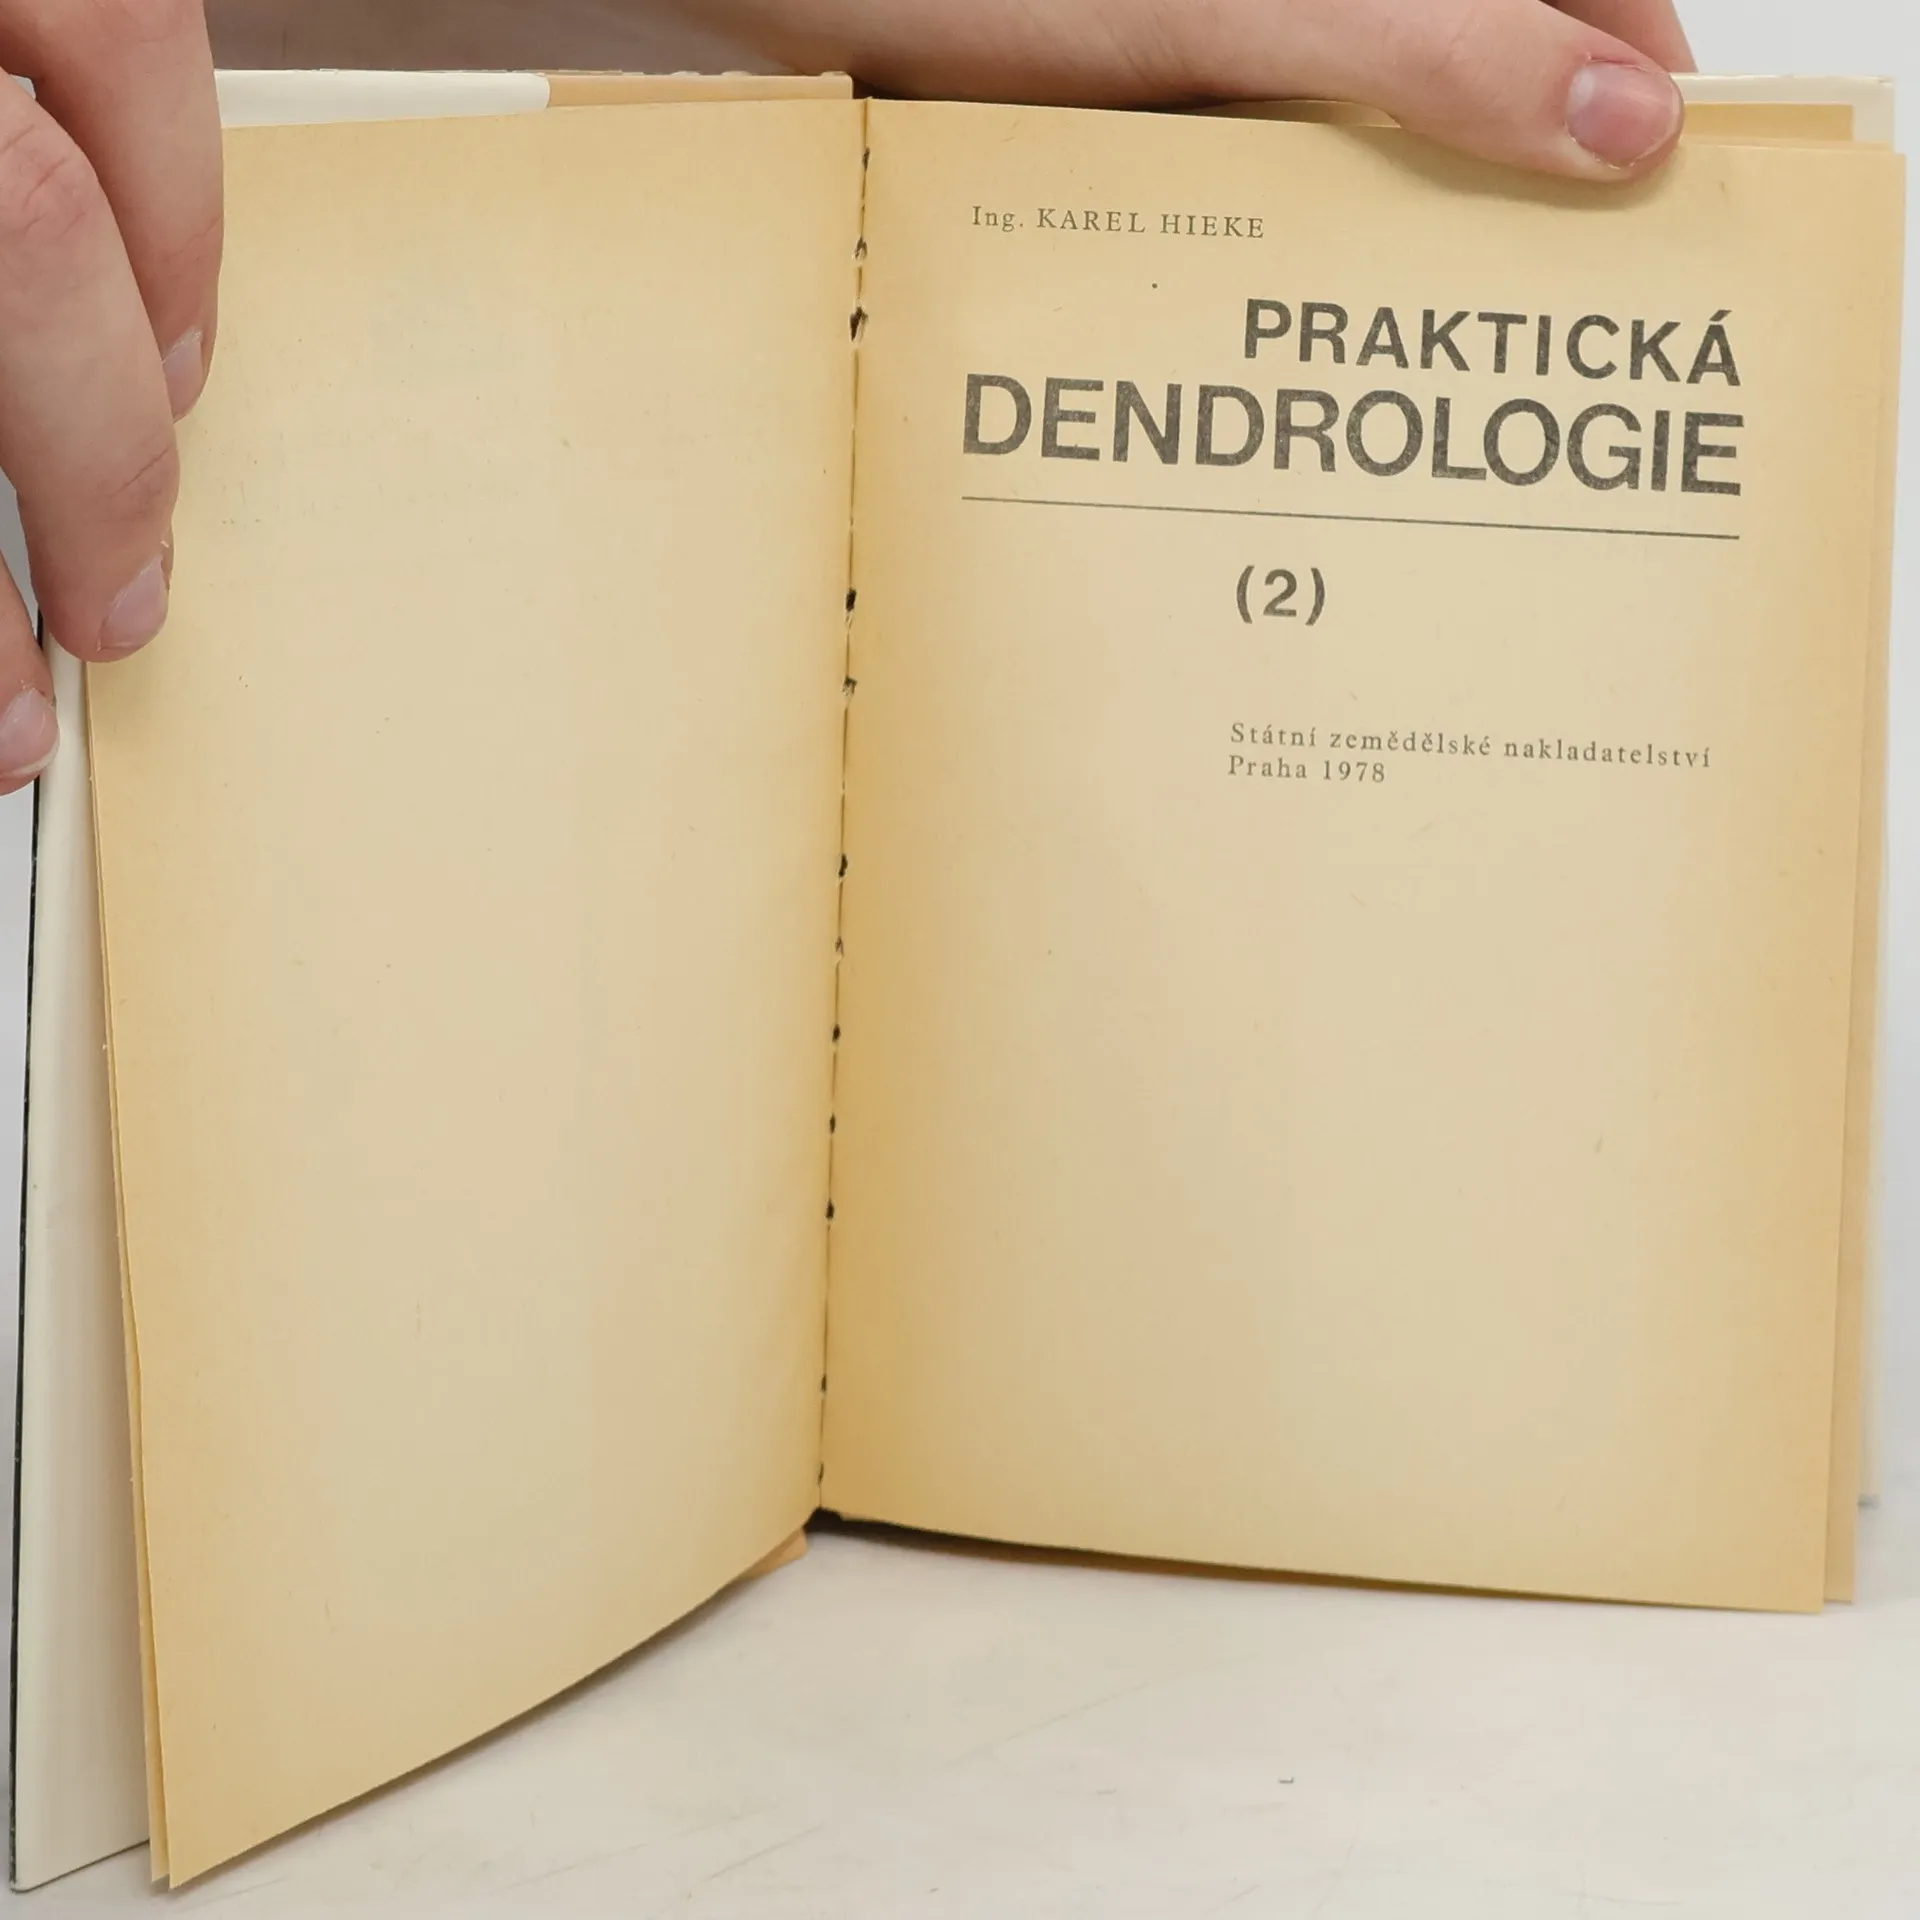 Ing. KAREL HIEKE
PRAKTICKÁ
DENDROLOGIE
(2)
Státní zemědělské nakladatelství
Praha 1978